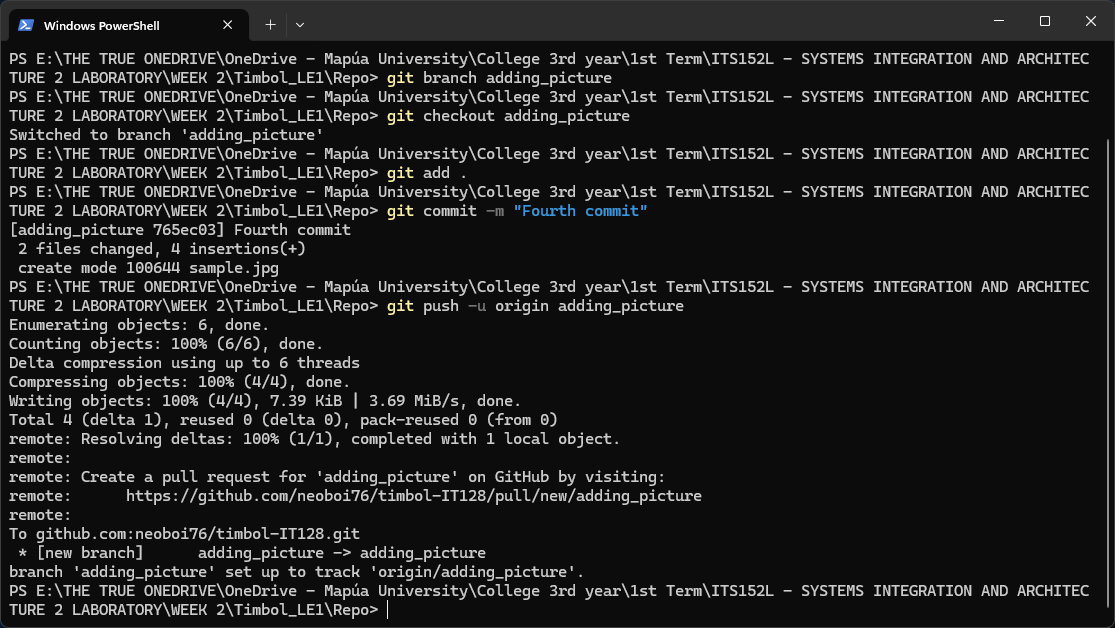 Windows PowerShell
PS E:\THE TRUE ONEDRIVE\OneDrive - Mapúa University\College 3rd year\1st Term\ITS152L - SYSTEMS INTEGRATION AND ARCHITEC
TURE 2 LABORATORY\WEEK 2\Timbol_LE1\Repo> git branch adding_picture
PS E:\THE TRUE ONEDRIVE\OneDrive - Mapúa University\College 3rd year\1st Term\ITS152L - SYSTEMS INTEGRATION AND ARCHITEC
TURE 2 LABORATORY\WEEK 2\Timbol_LE1\Repo> git checkout adding_picture
Switched to branch 'adding_picture'
PS E:\THE TRUE ONEDRIVE\OneDrive - Mapúa University\College 3rd year\1st Term\ITS152L - SYSTEMS INTEGRATION AND ARCHITEC
TURE 2 LABORATORY\WEEK 2\Timbol_LE1\Repo> git add .
PS E:\THE TRUE ONEDRIVE\OneDrive - Mapúa University\College 3rd year\1st Term\ITS152L - SYSTEMS INTEGRATION AND ARCHITEC
TURE 2 LABORATORY\WEEK 2\Timbol_LE1\Repo> git commit -m "Fourth commit"
[adding_picture 765ec03] Fourth commit
 2 files changed, 4 insertions(+)
 create mode 100644 sample.jpg
PS E:\THE TRUE ONEDRIVE\OneDrive - Mapúa University\College 3rd year\1st Term\ITS152L - SYSTEMS INTEGRATION AND ARCHITEC
TURE 2 LABORATORY\WEEK 2\Timbol_LE1\Repo> git push -u origin adding_picture
Enumerating objects: 6, done.
Counting objects: 100% (6/6), done.
Delta compression using up to 6 threads
Compressing objects: 100% (4/4), done.
Writing objects: 100% (4/4), 7.39 KiB | 3.69 MiB/s, done.
Total 4 (delta 1), reused 0 (delta 0), pack-reused 0 (from 0)
remote: Resolving deltas: 100% (1/1), completed with 1 local object.
remote:
remote: Create a pull request for 'adding_picture' on GitHub by visiting:
remote:      https://github.com/neoboi76/timbol-IT128/pull/new/adding_picture
remote:
To github.com:neoboi76/timbol-IT128.git
 * [new branch]      adding_picture -> adding_picture
branch 'adding_picture' set up to track 'origin/adding_picture'.
PS E:\THE TRUE ONEDRIVE\OneDrive - Mapúa University\College 3rd year\1st Term\ITS152L - SYSTEMS INTEGRATION AND ARCHITEC
TURE 2 LABORATORY\WEEK 2\Timbol_LE1\Repo>